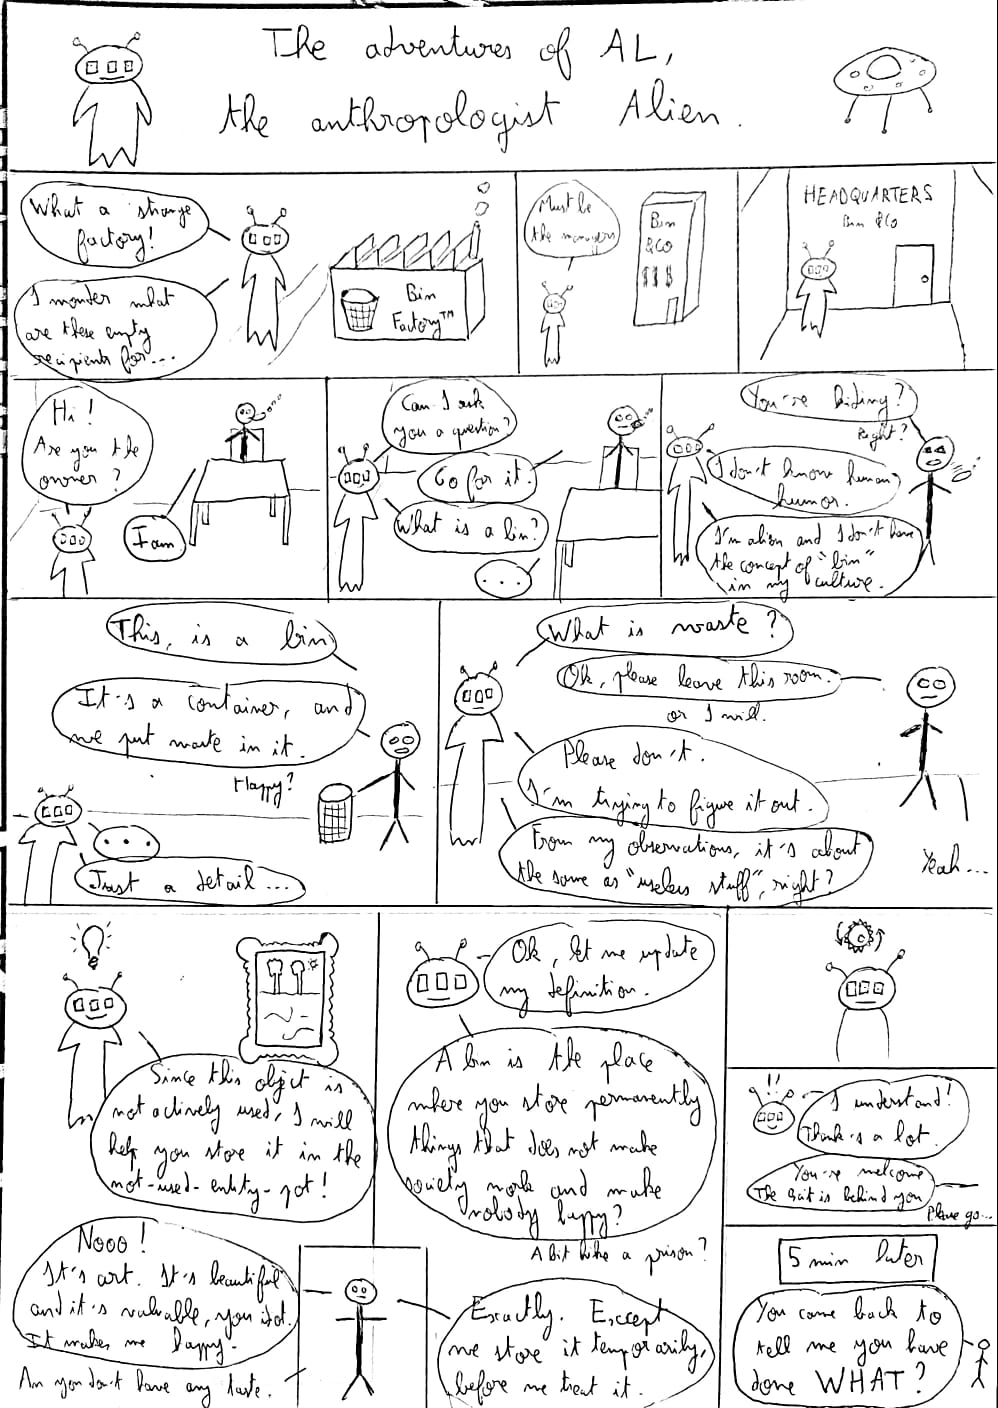 The adventures of AL,
the anthropologist Alien.
What a strange
factory!
I wonder what
are these empty
recipients for...
Bin
Factory™
Must be
the managers
Bin
&Co
$$$
HEADQUARTERS
Bin &Co
Hi!
Are you the
owner?
I am
Can I ask
you a question?
Go for it.
What is a bin?
...
You're kiding?
Right?
I don't know human
humor.
I'm alien and I don't have
the concept of "bin"
in my culture.
This, is a bin
It's a container, and
we put waste in it.
Happy?
...
Just a detail...
What is waste?
Ok, please leave this room.
or I will.
Please don't.
I'm trying to figure it out.
From my observations, it's about
the same as "useless stuff", right?
Yeah...
Since this object is
not actively used, I will
help you store it in the
not-used-entity-pot!
Nooo!
It's art. It's beautiful
and it's valuable, you idiot.
It makes me happy.
An you don't have any taste.
Ok, let me update
my definition.
A bin is the place
where you store permanently
things that does not make
society work and make
nobody happy?
A bit like a prison?
Exactly. Except
we store it temporarily,
before we treat it.
!!
I understand!
Thank's a lot.
You're welcome
The exit is behind you
Please go...
5 min later
You come back to
tell me you have
done WHAT?